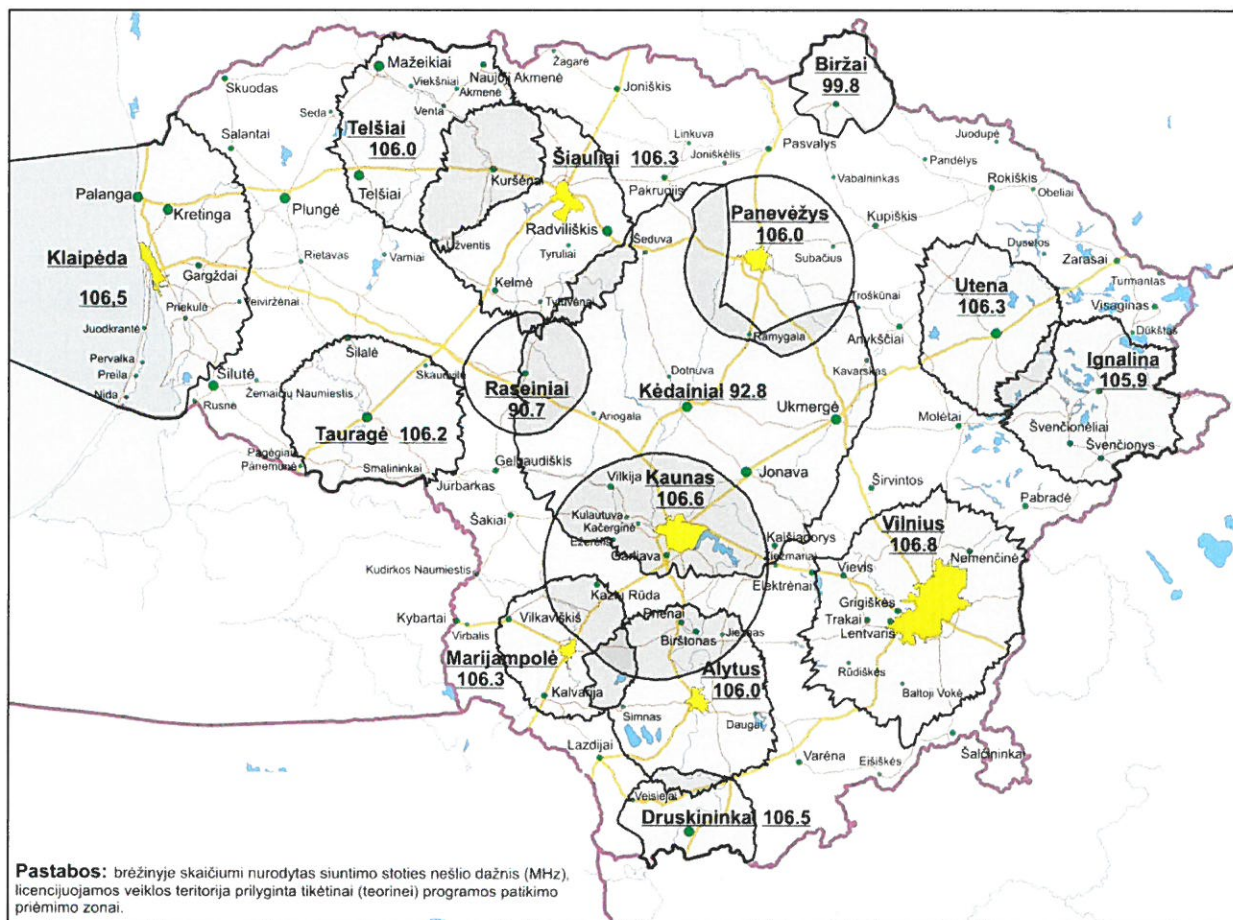 Mažeikiai
Viekšniai
Naujoji Akmenė
Akmenė
Žagarė
Joniškis
Biržai
99.8
Skuodas
Seda
Venta
Telšiai
106.0
Salantai
Linkuva
Joniškėlis
Pasvalys
Juodupė
Pandėlys
Šiauliai 106.3
Kuršėnai
Pakruojis
Vabalninkas
Rokiškis
Obeliai
Palanga
Kretinga
Plungė
Telšiai
Radviliškis
Panevėžys
106.0
Kupiškis
Šeduva
Subačius
Dusetos
Zarasai
Klaipėda
106,5
Gargždai
Rietavas
Varniai
Užventis
Tyruliai
Turmantas
Visaginas
Priekulė
Veiviržėnai
Kelmė
Tytuvėnai
Troškūnai
Utena
106.3
Dūkštas
Juodkrantė
Anykščiai
Ramygala
Ignalina
105.9
Pervalka
Preila
Nida
Šilutė
Rusnė
Žemaičių Naumiestis
Šilalė
Skaudvilė
Raseiniai
90.7
Dotnuva
Kavarskas
Kėdainiai 92.8
Ariogala
Ukmergė
Molėtai
Švenčionėliai
Švenčionys
Tauragė 106.2
Pagėgiai
Panemunė
Smalininkai
Jurbarkas
Gelgaudiškis
Kaunas
106.6
Vilkija
Jonava
Širvintos
Pabradė
Šakiai
Kulautuva
Kačerginė
Ežerėlis
Garliava
Kaišiadorys
Žiežmariai
Vilnius
106.8
Nemenčinė
Kudirkos Naumiestis
Elektrėnai
Vievis
Kazlų Rūda
Grigiškės
Trakai
Lentvaris
Kybartai
Virbalis
Vilkaviškis
Prienai
Birštonas
Jieznas
Marijampolė
106.3
Alytus
106.0
Rūdiškės
Baltoji Vokė
Kalvarija
Simnas
Daugai
Lazdijai
Varėna
Eišiškės
Šalčininkai
Veisiejai
Druskininkai 106.5
Pastabos: brėžinyje skaičiumi nurodytas siuntimo stoties nešlio dažnis (MHz),
licencijuojamos veiklos teritorija prilyginta tikėtinai (teorinei) programos patikimo
priėmimo zonai.